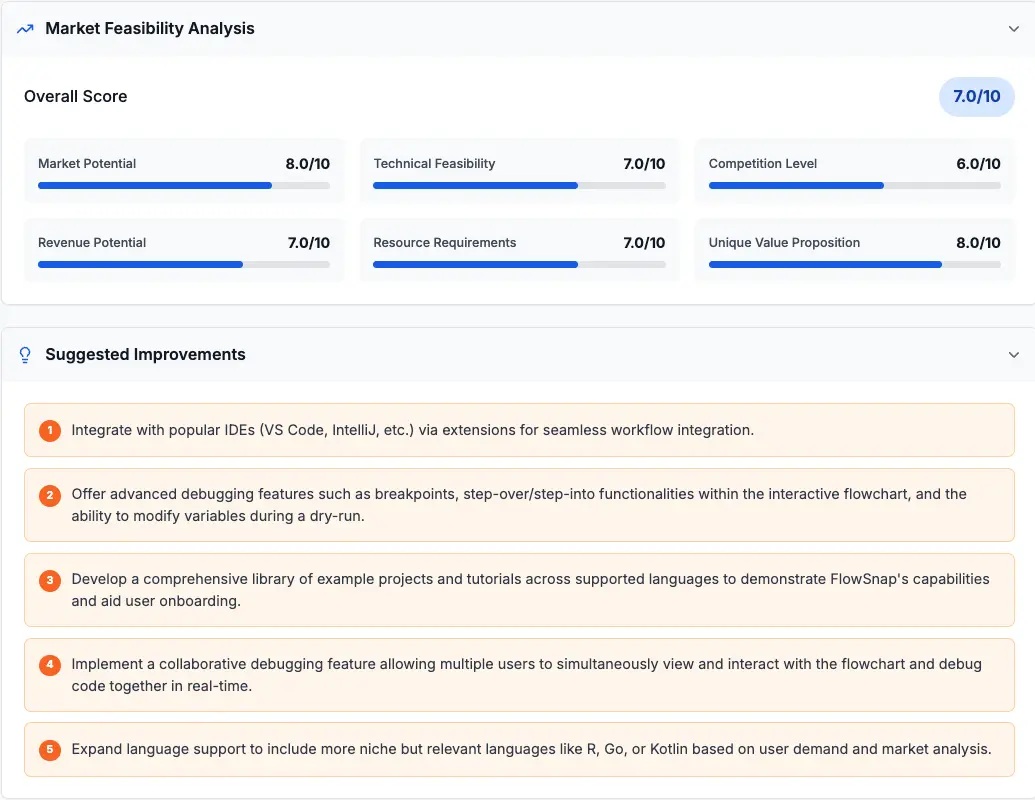 Market Feasibility Analysis
Overall Score
7.0/10
Market Potential
8.0/10
Technical Feasibility
7.0/10
Competition Level
6.0/10
Revenue Potential
7.0/10
Resource Requirements
7.0/10
Unique Value Proposition
8.0/10
Suggested Improvements
1
Integrate with popular IDEs (VS Code, IntelliJ, etc.) via extensions for seamless workflow integration.
2
Offer advanced debugging features such as breakpoints, step-over/step-into functionalities within the interactive flowchart, and the
ability to modify variables during a dry-run.
3
Develop a comprehensive library of example projects and tutorials across supported languages to demonstrate FlowSnap's capabilities
and aid user onboarding.
4
Implement a collaborative debugging feature allowing multiple users to simultaneously view and interact with the flowchart and debug
code together in real-time.
5
Expand language support to include more niche but relevant languages like R, Go, or Kotlin based on user demand and market analysis.